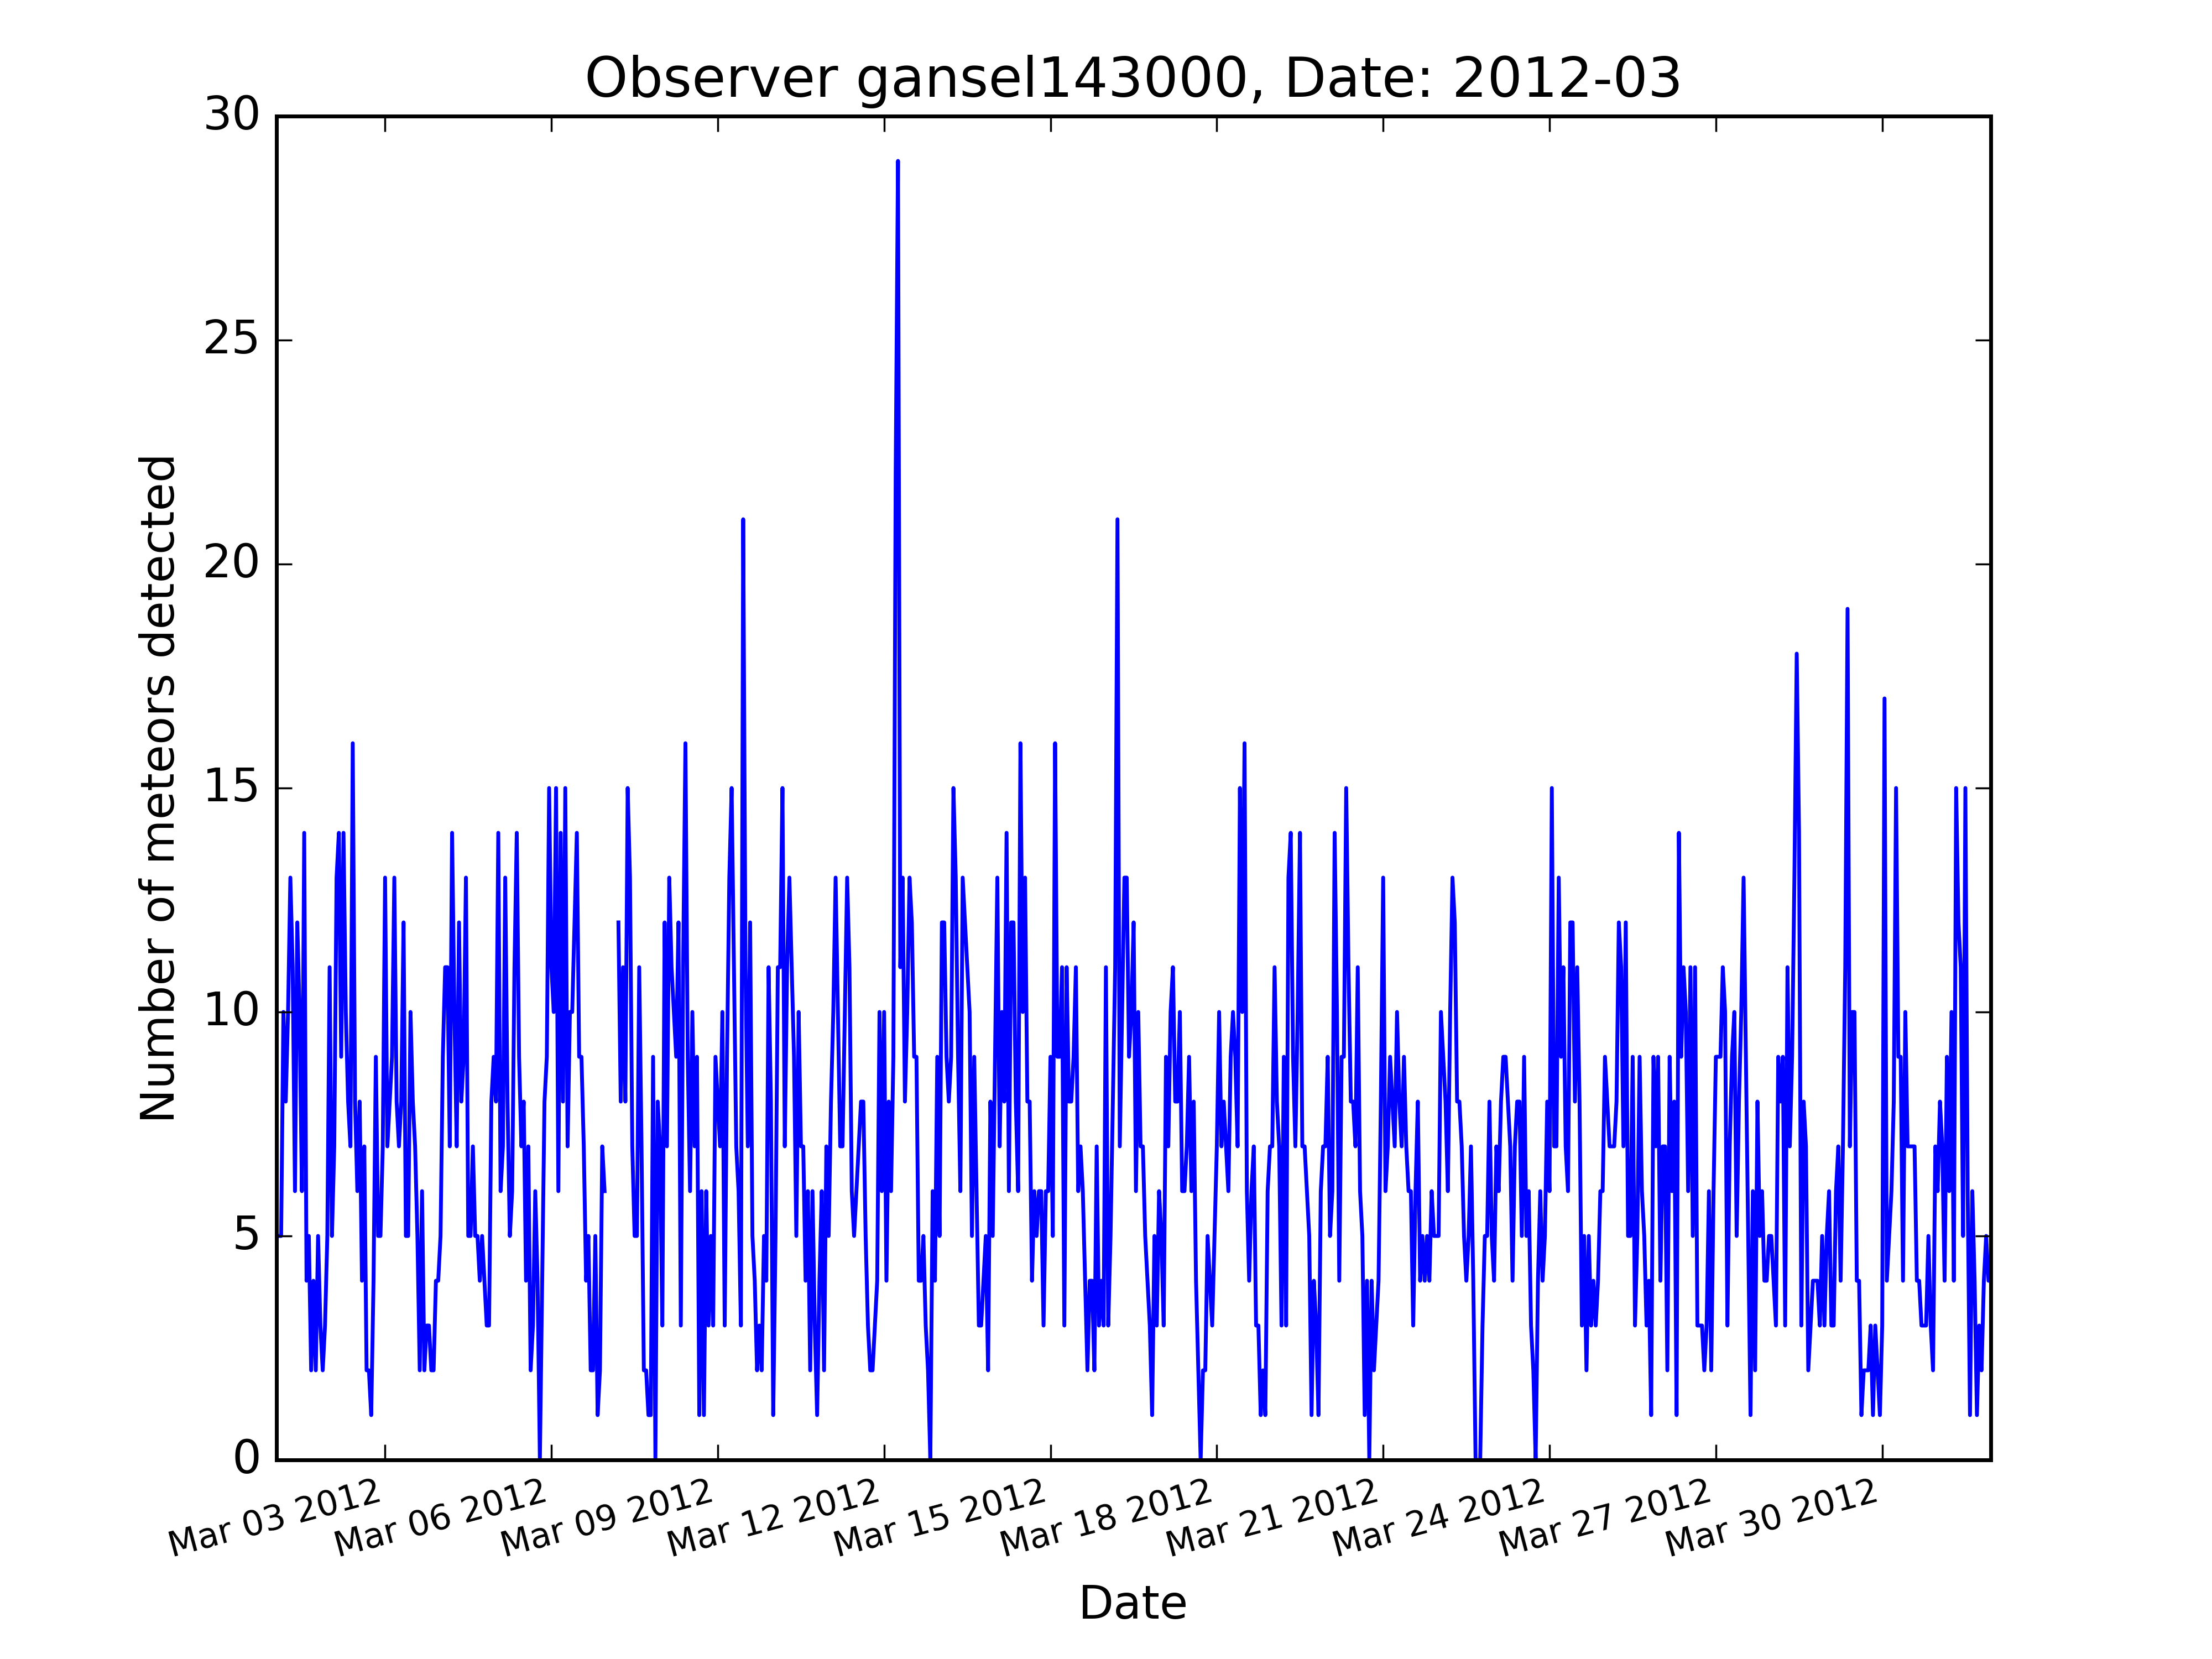 Observer gansel143000, Date: 2012-03
Number of meteors detected
30
25
20
15
10
5
0
Mar 03 2012
Mar 06 2012
Mar 09 2012
Mar 12 2012
Mar 15 2012
Mar 18 2012
Mar 21 2012
Mar 24 2012
Mar 27 2012
Mar 30 2012
Date